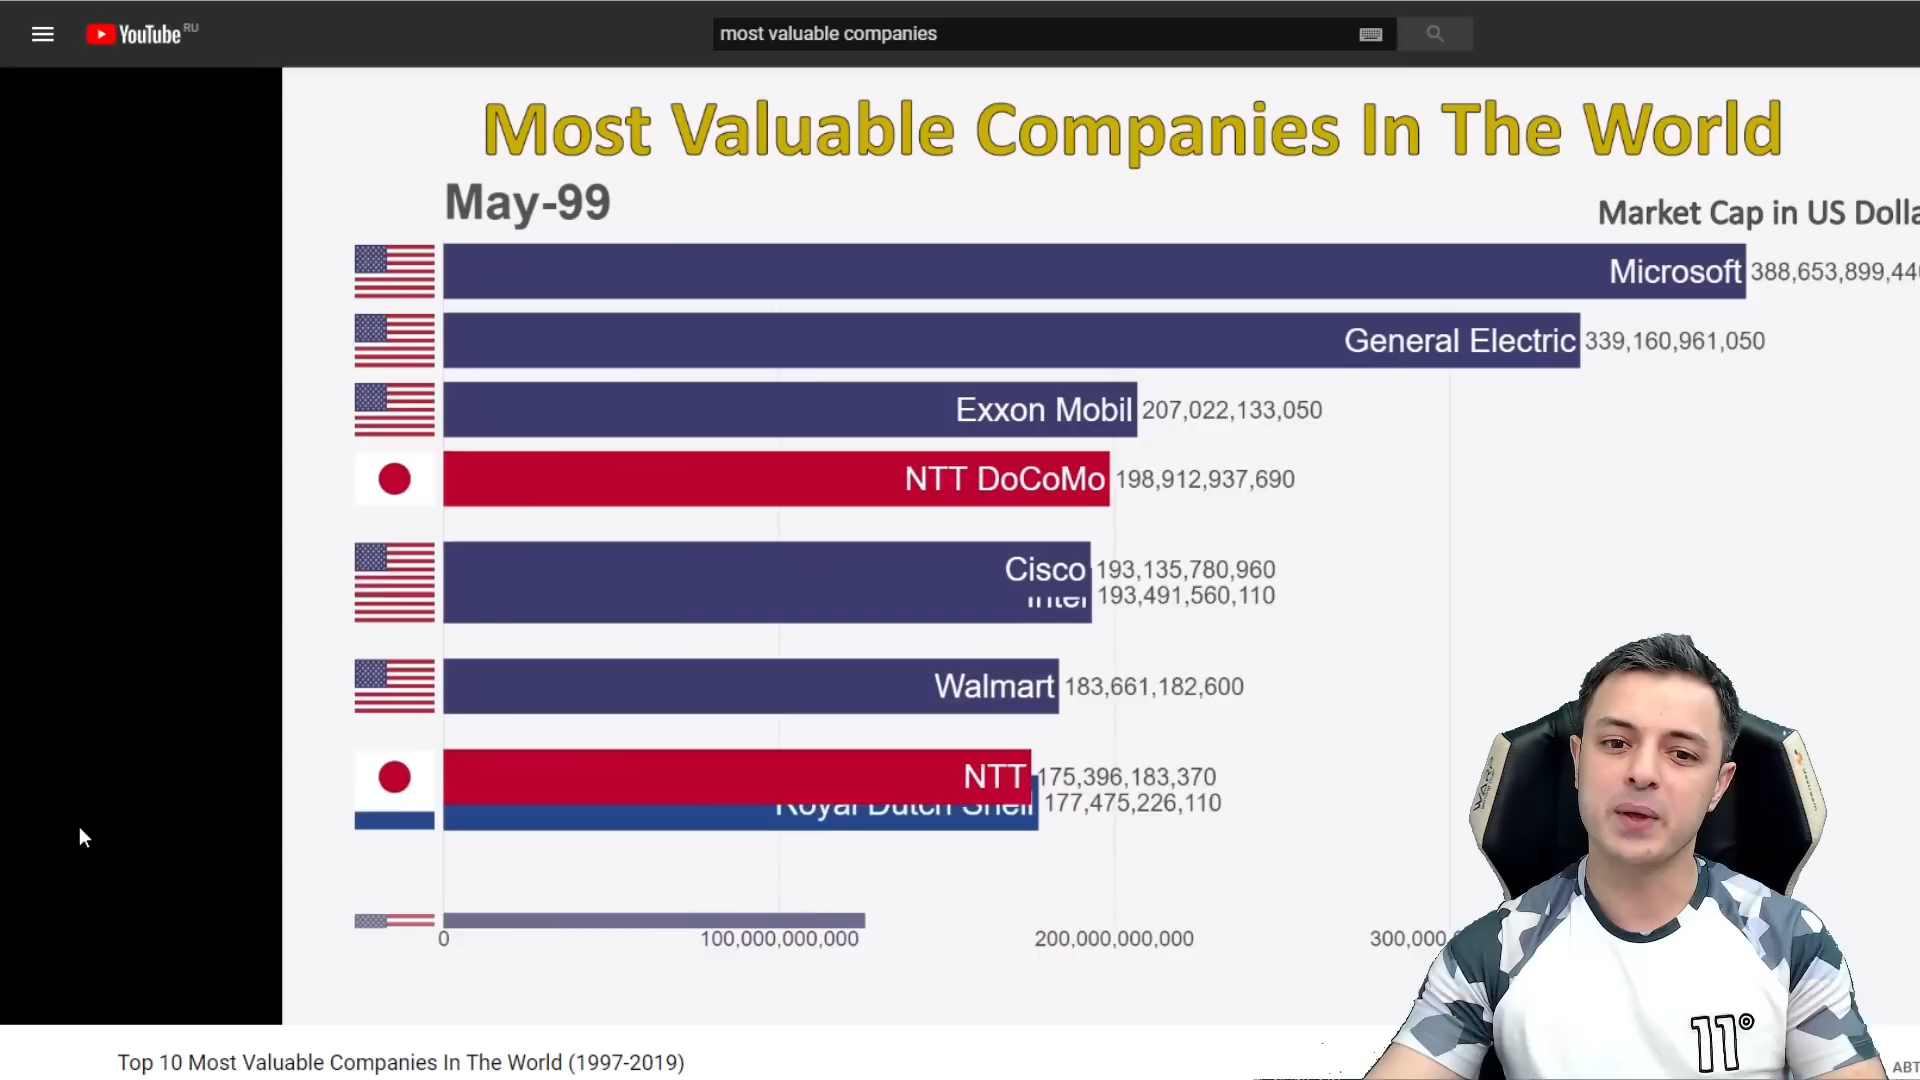 YouTube RU
most valuable companies
Most Valuable Companies In The World
May-99
Market Cap in US
Microsoft 388,653,899,44
General Electric 339,160,961,050
Exxon Mobil 207,022,133,050
NTT DoCoMo 198,912,937,690
Cisco 193,135,780,960
Intel 193,491,560,110
Walmart 183,661,182,600
NTT 175,396,183,370
Royal Dutch Shell 177,475,226,110
0 100,000,000,000 200,000,000,000 300,000
11°
Top 10 Most Valuable Companies In The World (1997-2019)